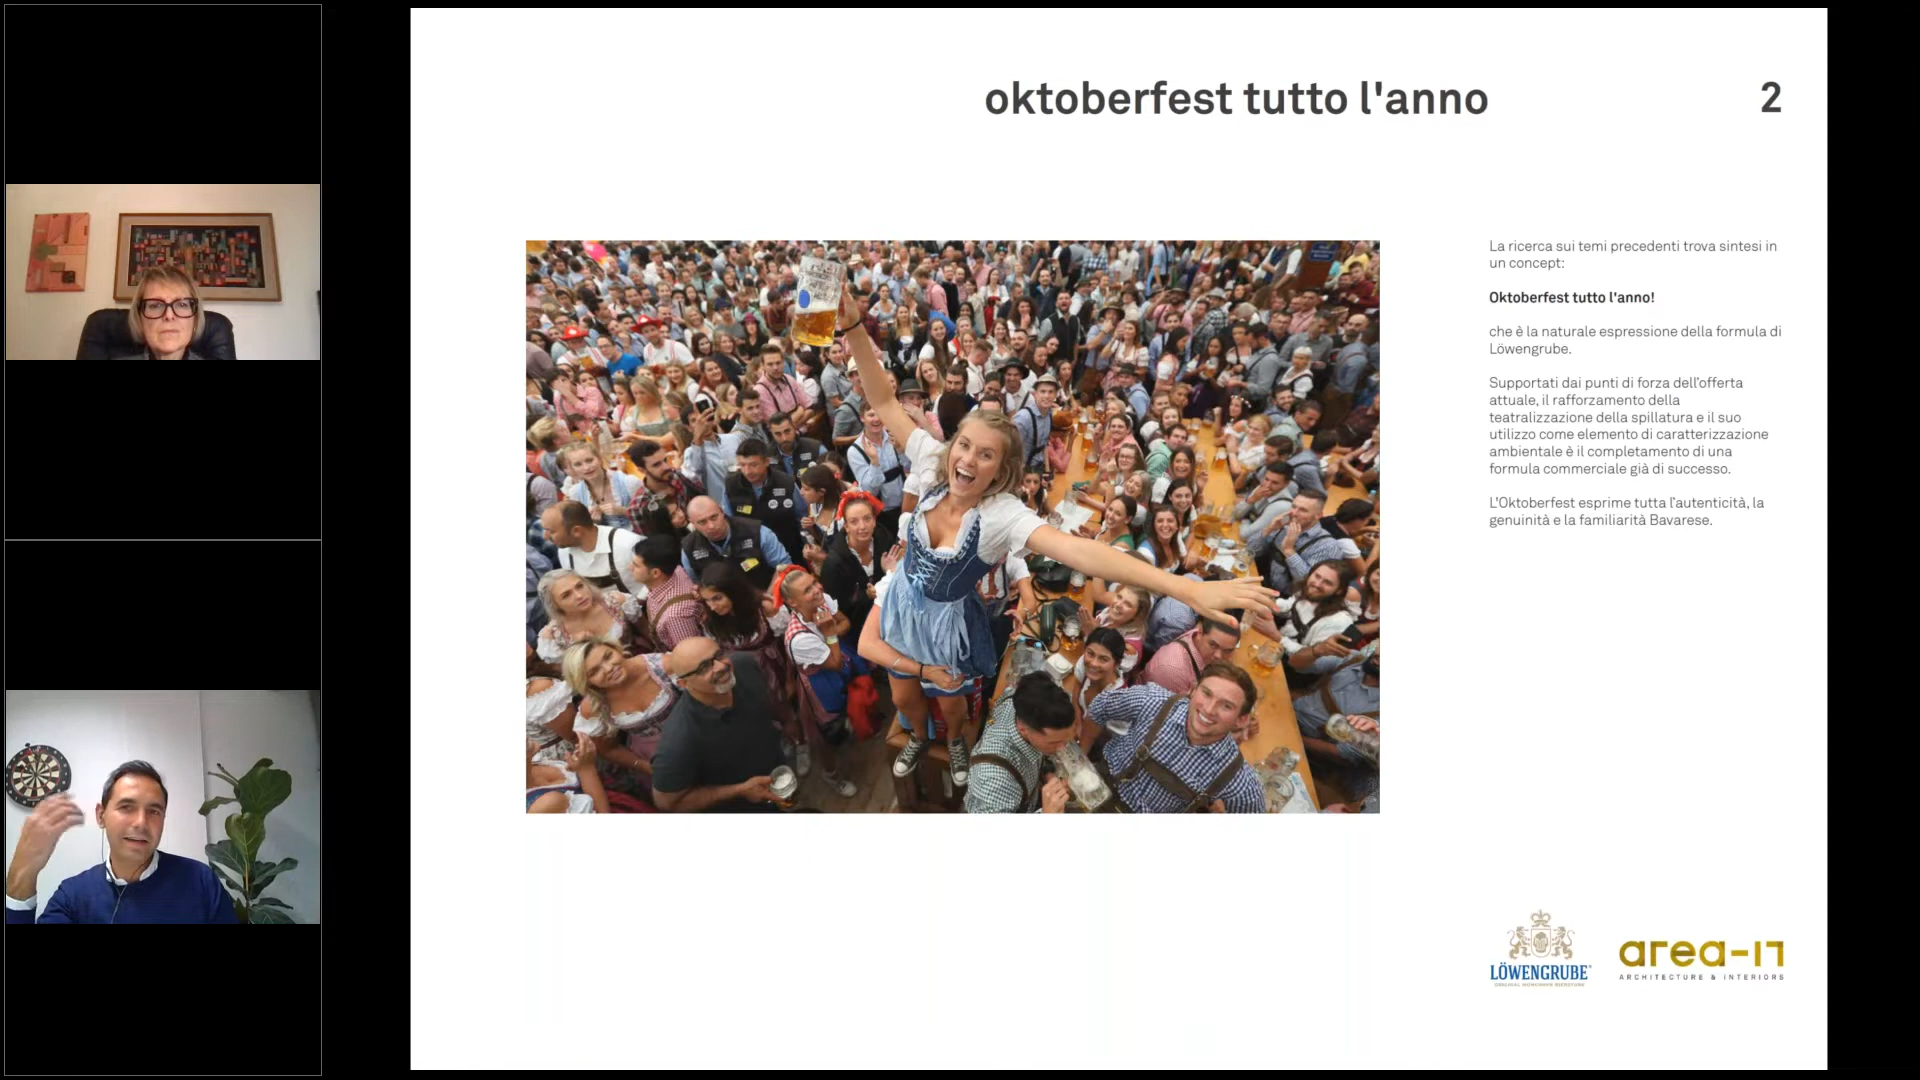 oktoberfest tutto l'anno
2
La ricerca sui temi precedenti trova sintesi in
un concept:
Oktoberfest tutto l'anno!
che è la naturale espressione della formula di
Löwengrube.
Supportati dai punti di forza dell'offerta
attuale, il rafforzamento della
teatralizzazione della spillatura e il suo
utilizzo come elemento di caratterizzazione
ambientale è il completamento di una
formula commerciale già di successo.
L'Oktoberfest esprime tutta l'autenticità, la
genuinità e la familiarità Bavarese.
LÖWENGRUBE
area-17
ARCHITECTURE & INTERIORS